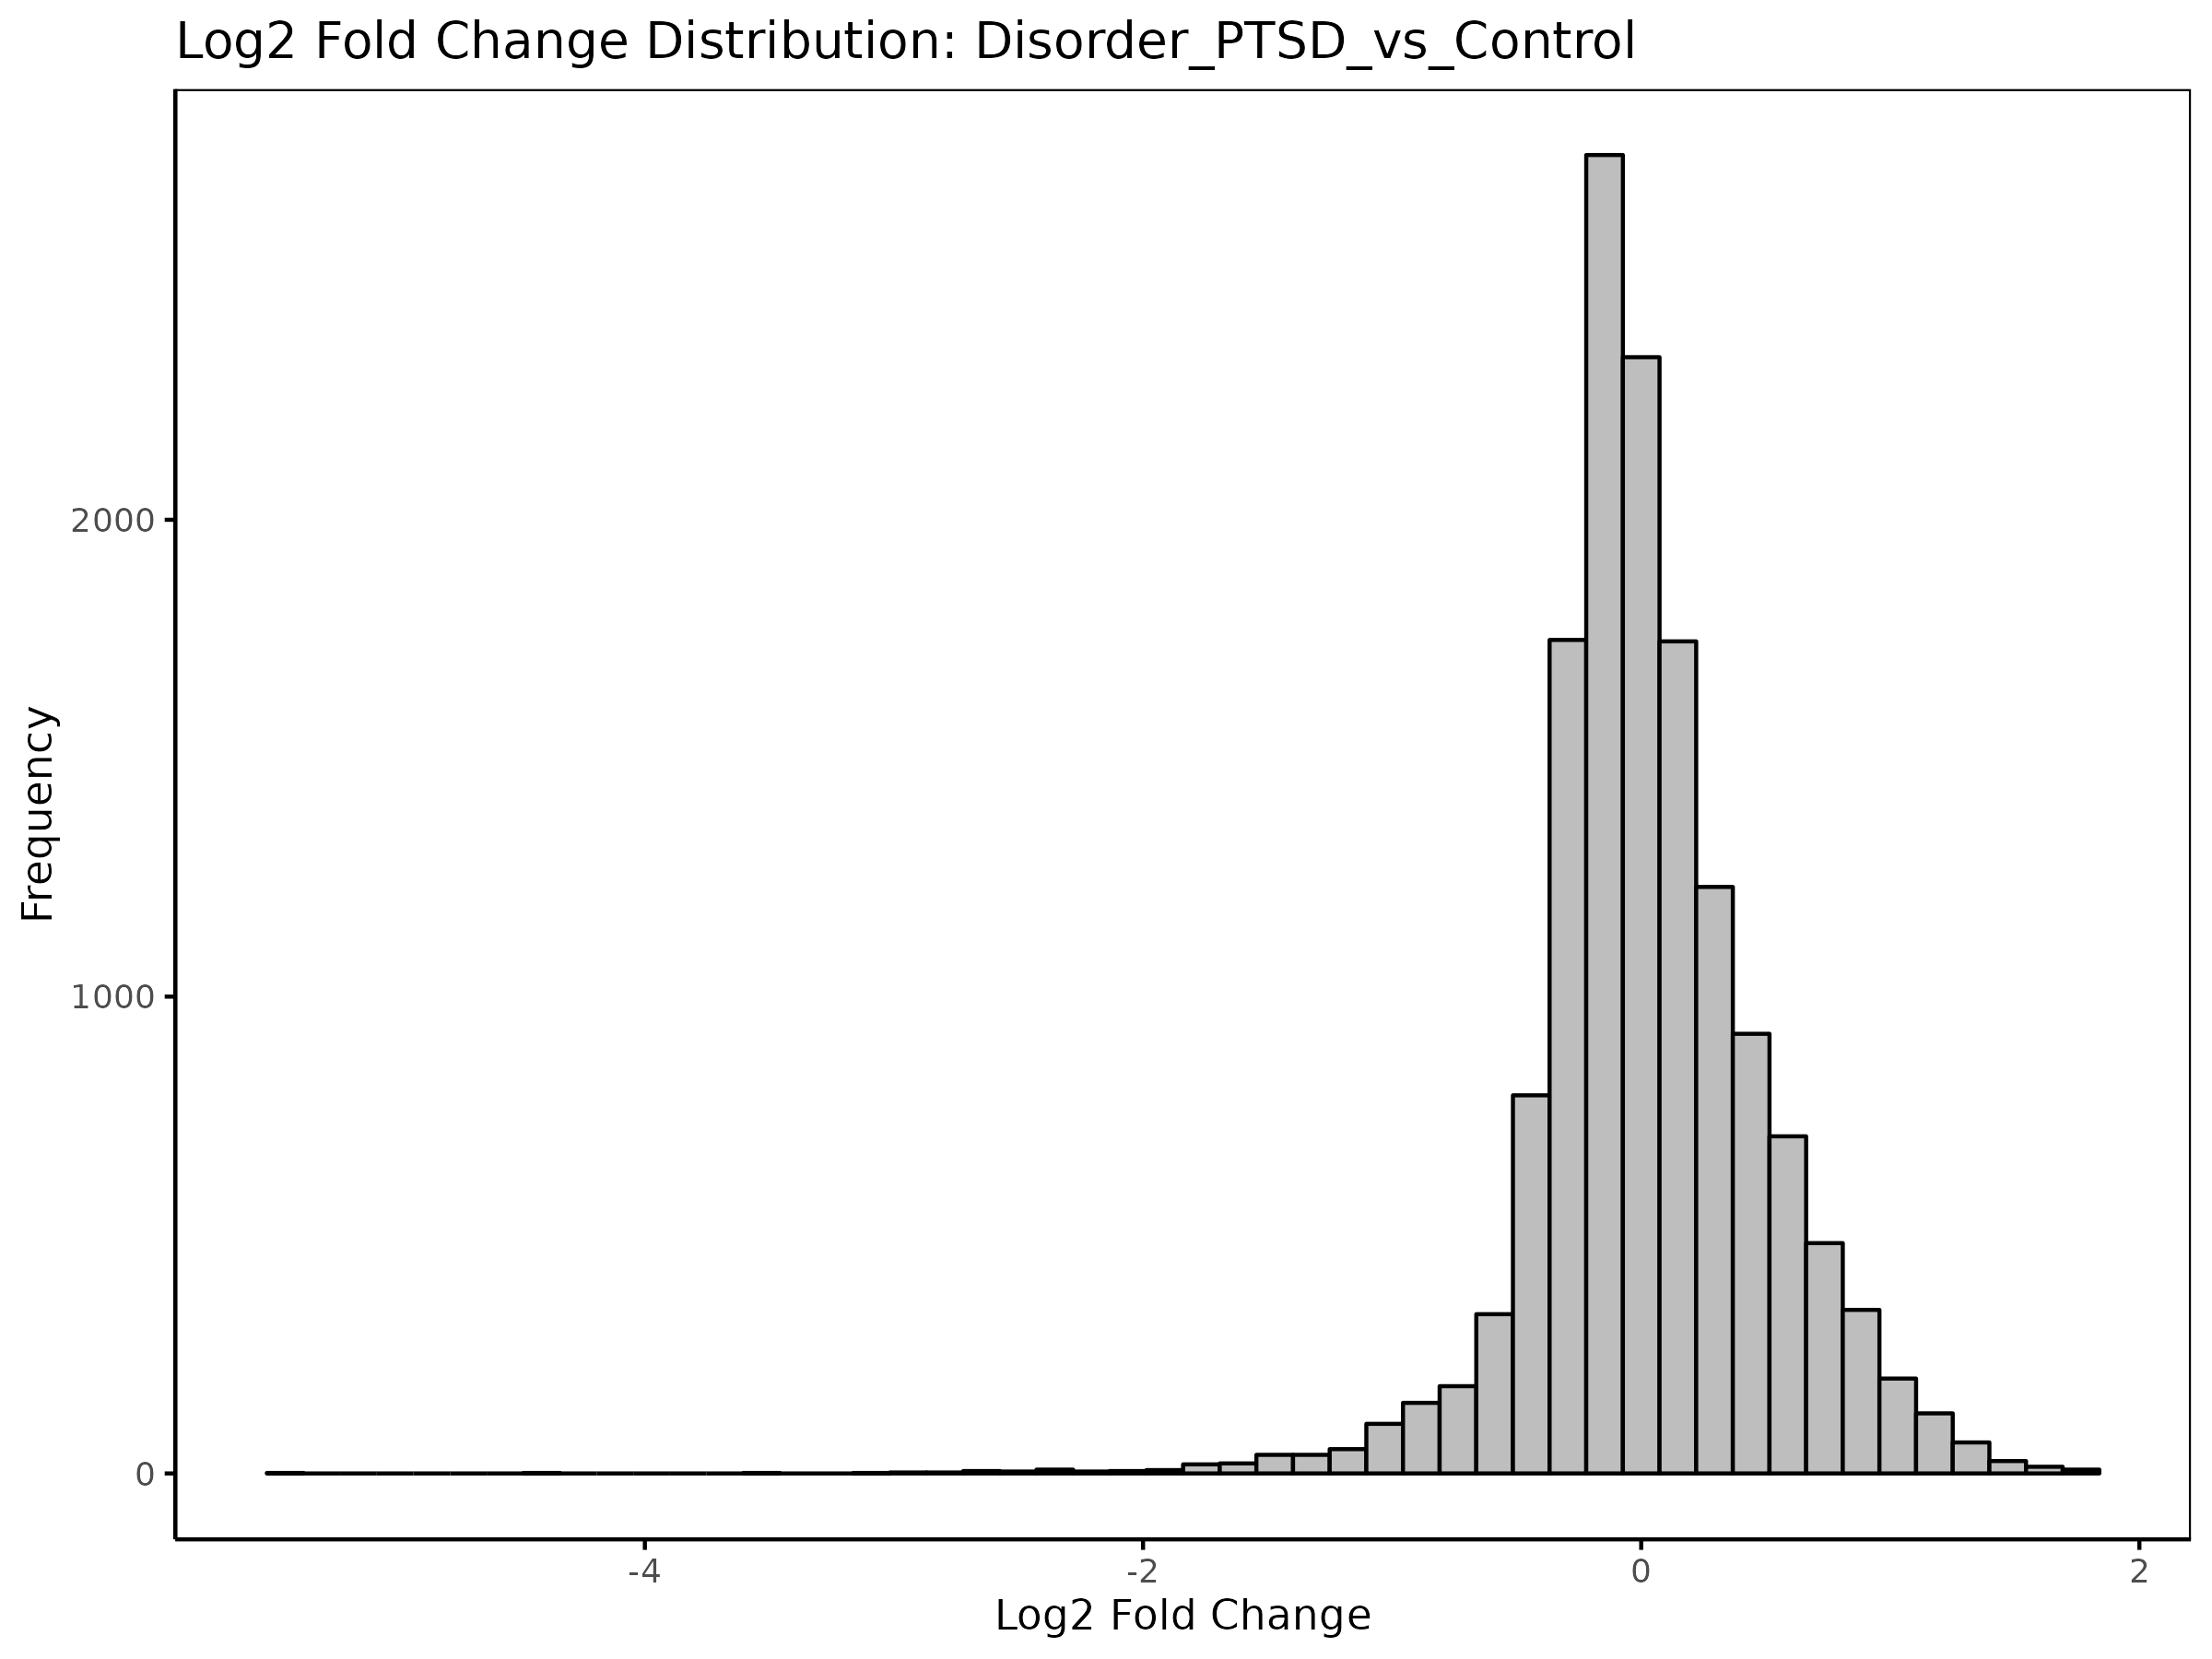 Log2 Fold Change Distribution: Disorder_PTSD_vs_Control
Frequency
2000
1000
0
-4
-2
0
2
Log2 Fold Change